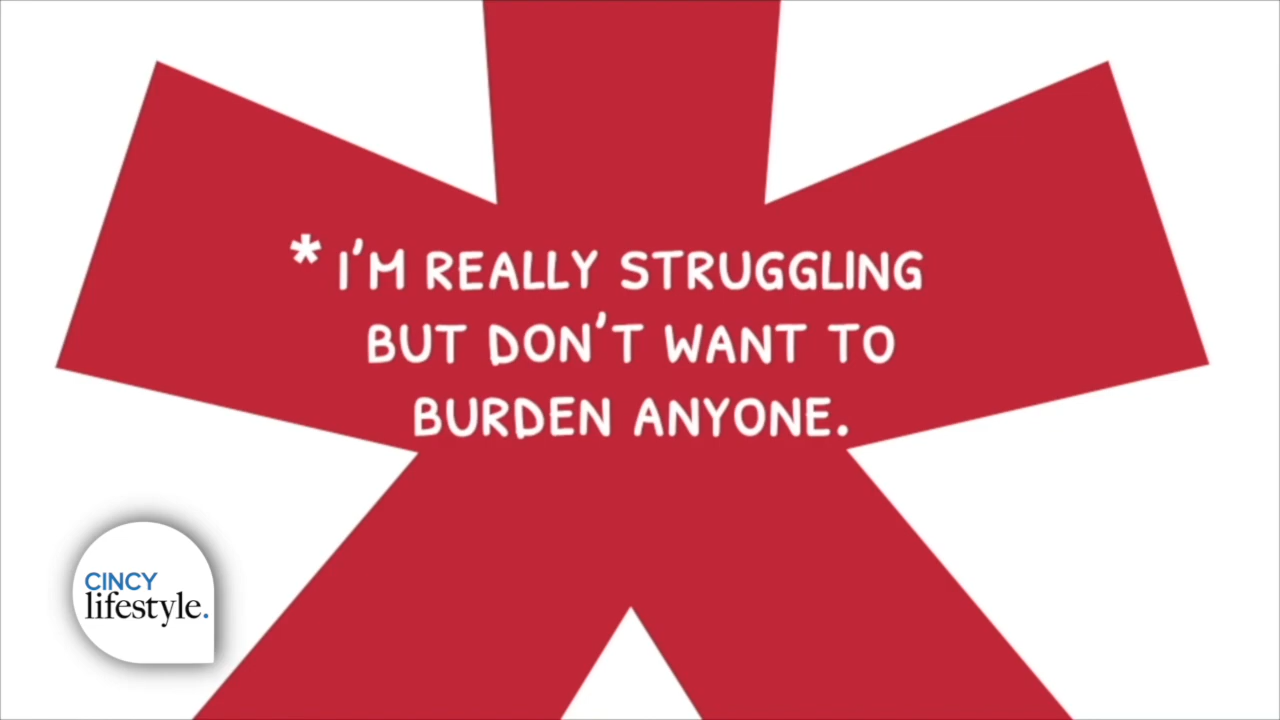 * I'M REALLY STRUGGLING
BUT DON'T WANT TO
BURDEN ANYONE.
CINCY
lifestyle.